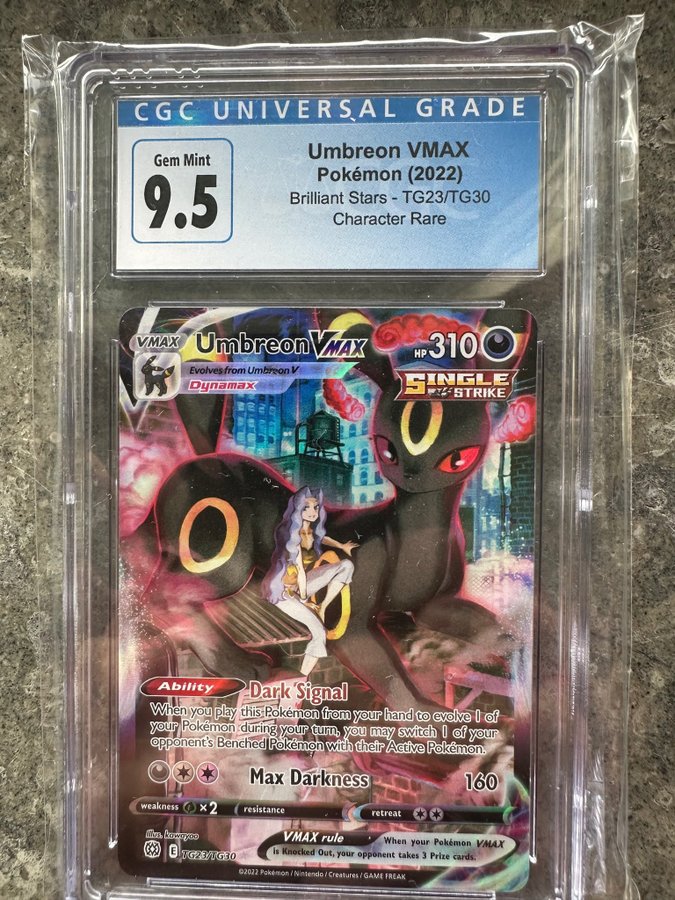 CGC UNIVERSAL GRADE
Gem Mint
9.5
Umbreon VMAX
Pokémon (2022)
Brilliant Stars - TG23/TG30
Character Rare
VMAX
Umbreon VMAX
HP 310
Evolves from Umbreon V
Dynamax
SINGLE
STRIKE
Ability Dark Signal
When you play this Pokémon from your hand to evolve 1 of
your Pokémon during your turn, you may switch 1 of your
opponent's Benched Pokémon with their Active Pokémon.
Max Darkness 160
weakness ×2 resistance retreat
Illus. kawayoo
E TG23/TG30
VMAX rule When your Pokémon VMAX
is Knocked Out, your opponent takes 3 Prize cards.
©2022 Pokémon / Nintendo / Creatures / GAME FREAK